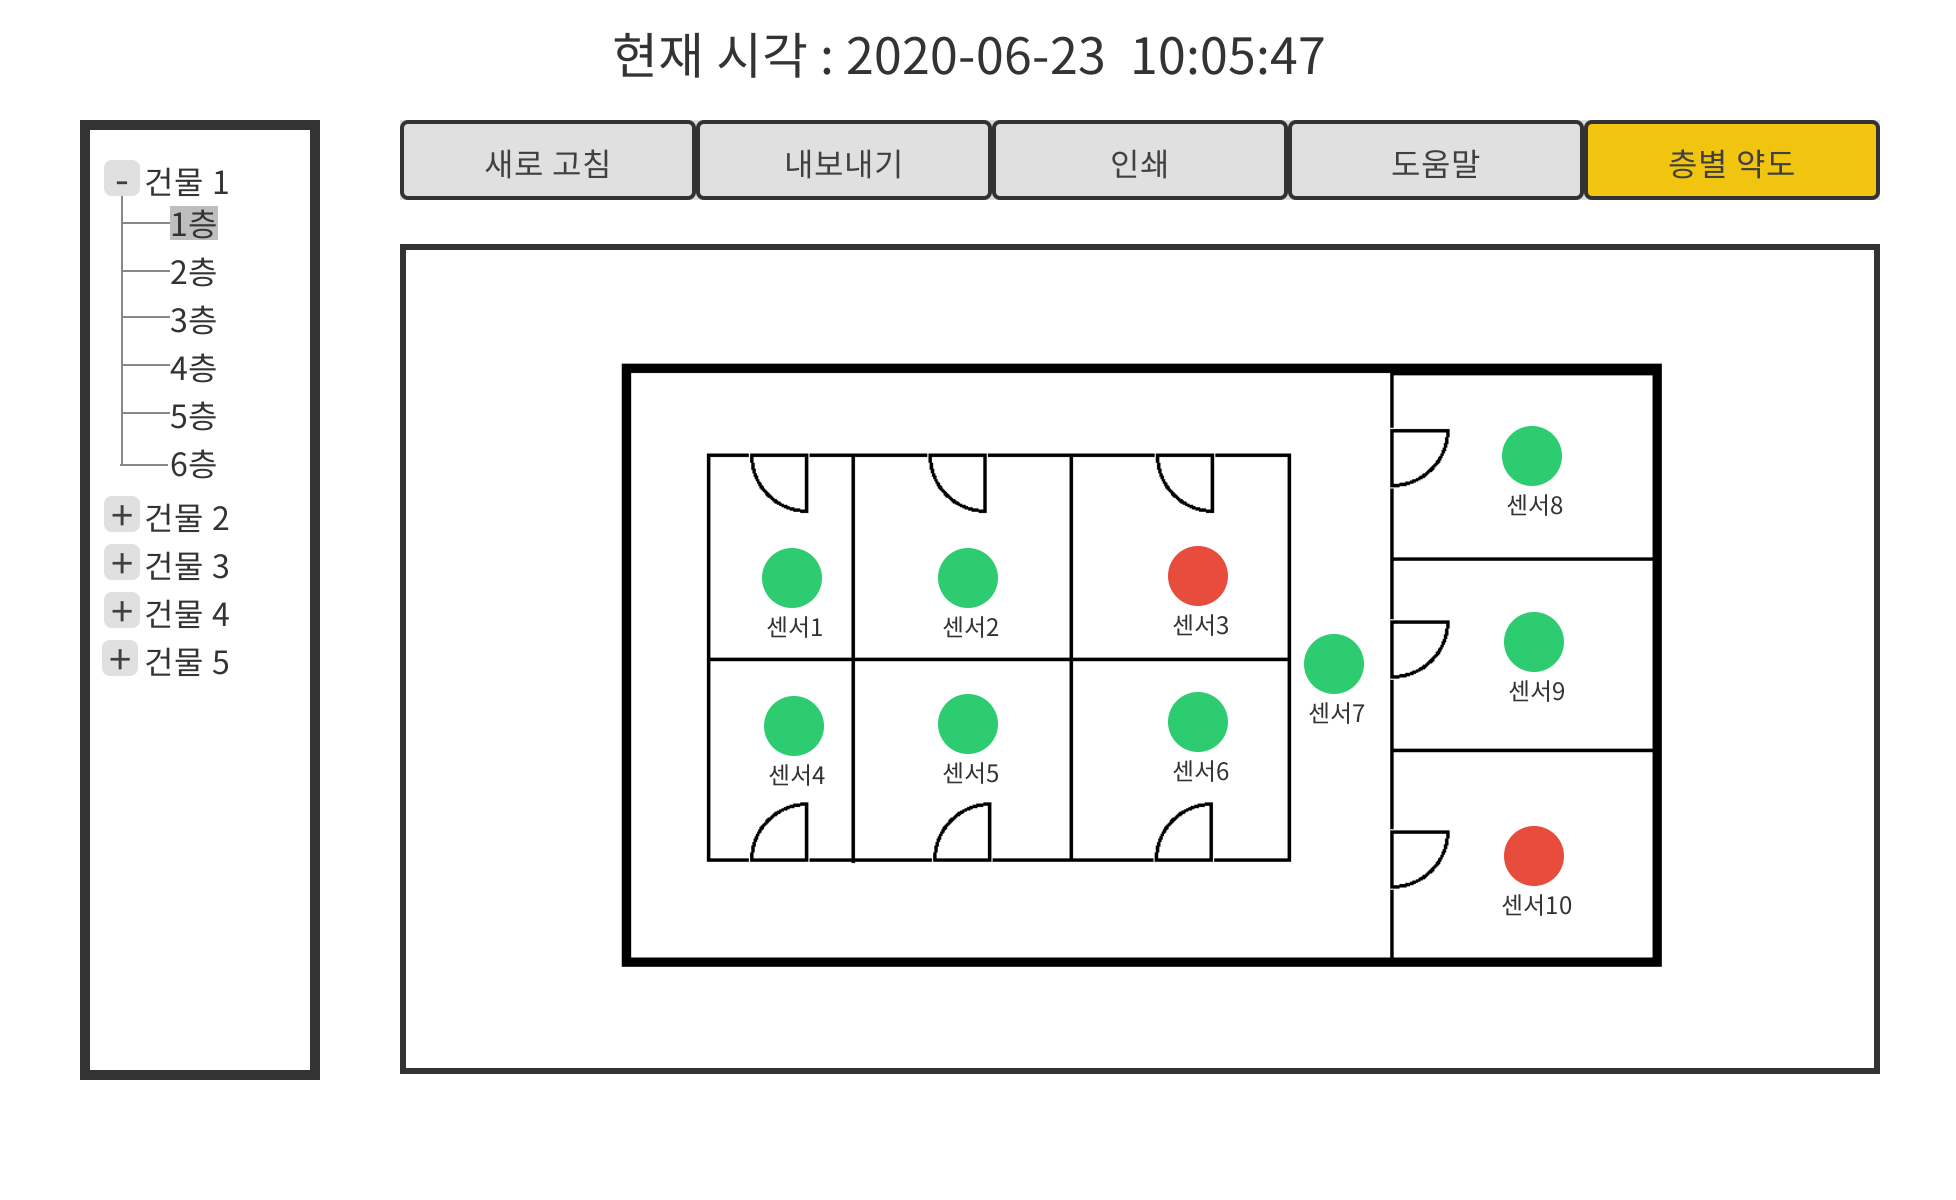 현재 시각 : 2020-06-23 10:05:47
새로 고침
내보내기
인쇄
도움말
층별 약도
- 건물 1
1층
2층
3층
4층
5층
6층
+ 건물 2
+ 건물 3
+ 건물 4
+ 건물 5
센서1
센서2
센서3
센서4
센서5
센서6
센서7
센서8
센서9
센서10